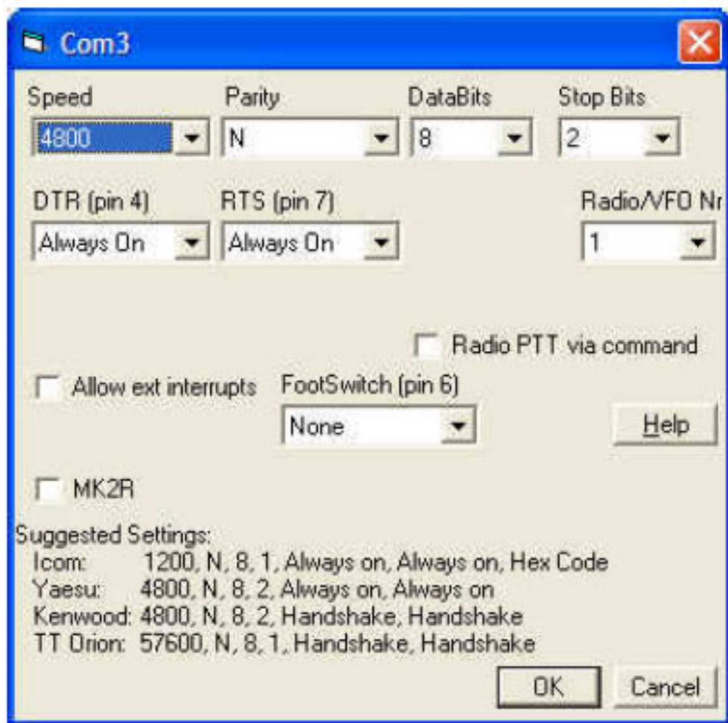 Com3
Speed Parity DataBits Stop Bits
4800 N 8 2
DTR (pin 4) RTS (pin 7) Radio/VFO Nr
Always On Always On 1
Radio PTT via command
Allow ext interrupts FootSwitch (pin 6)
None Help
MK2R
Suggested Settings:
Icom: 1200, N, 8, 1, Always on, Always on, Hex Code
Yaesu: 4800, N, 8, 2, Always on, Always on
Kenwood: 4800, N, 8, 2, Handshake, Handshake
TT Orion: 57600, N, 8, 1, Handshake, Handshake
OK Cancel